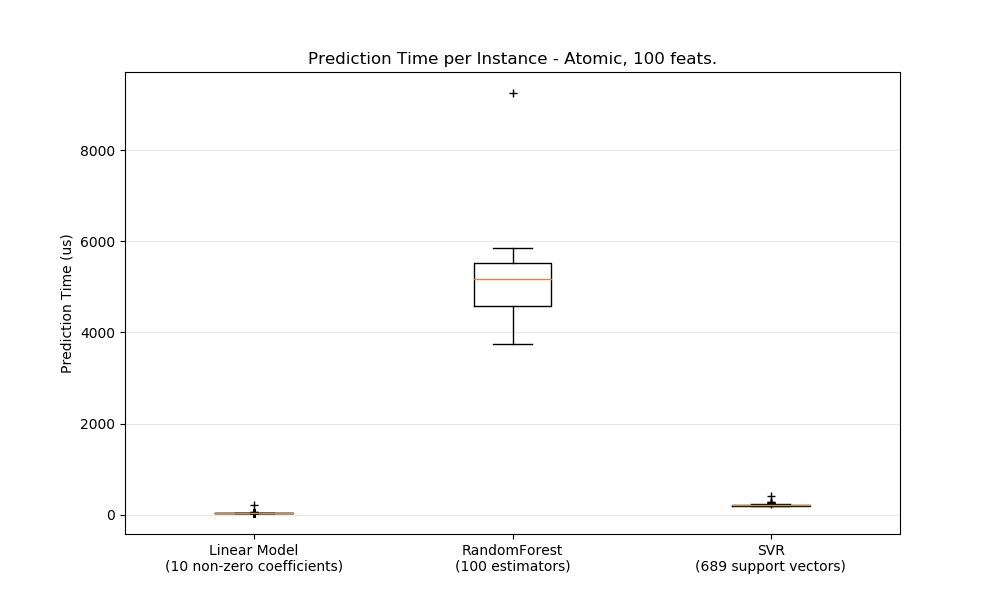 Prediction Time per Instance - Atomic, 100 feats.
Prediction Time (us)
8000
6000
4000
2000
0
Linear Model
(10 non-zero coefficients)
RandomForest
(100 estimators)
SVR
(689 support vectors)